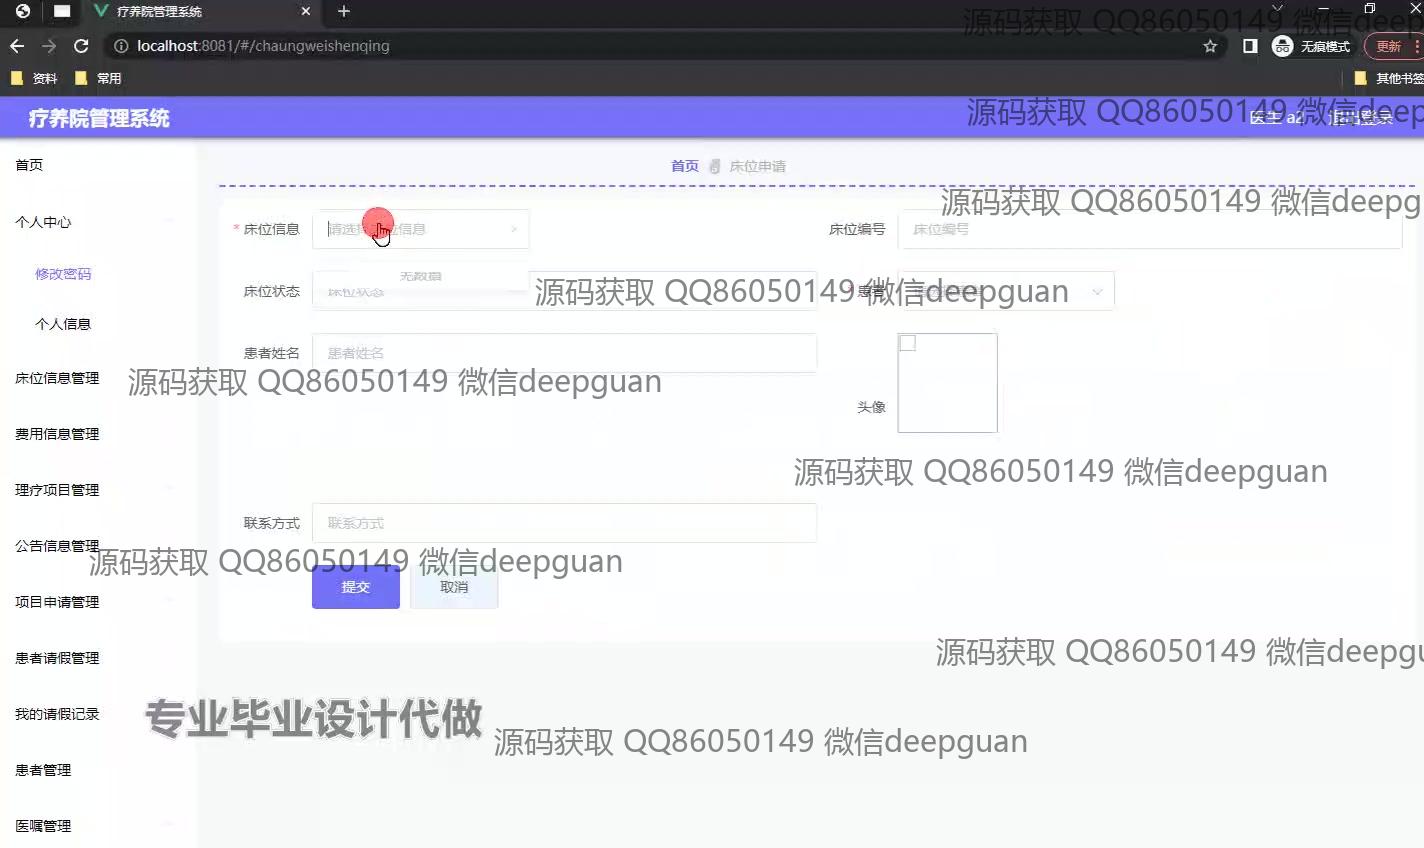 疗养院管理系统
源码获取 QQ86050149 微信deep
localhost:8081/#/chaungweishenqing
无痕模式
更新
资料
常用
其他书签
疗养院管理系统
源码获取 QQ86050149 微信deep
首页
首页
床位申请
源码获取 QQ86050149 微信deepg
个人中心
* 床位信息
床位编号
床位编号
修改密码
无数据
床位状态
床位状态
源码获取 QQ86050149 微信deepguan
患者
个人信息
患者姓名
患者姓名
床位信息管理
源码获取 QQ86050149 微信deepguan
头像
费用信息管理
源码获取 QQ86050149 微信deepguan
理疗项目管理
联系方式
联系方式
公告信息管理
源码获取 QQ86050149 微信deepguan
提交
取消
项目申请管理
患者请假管理
源码获取 QQ86050149 微信deepgu
我的请假记录
专业毕业设计代做
源码获取 QQ86050149 微信deepguan
患者管理
医嘱管理